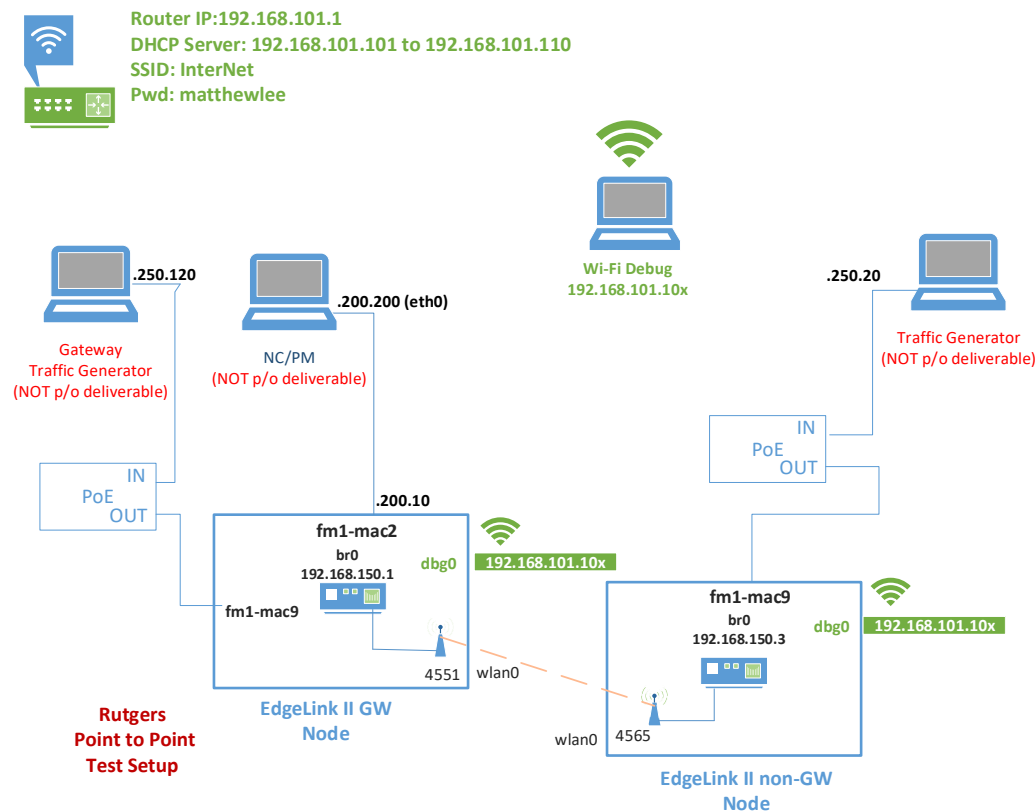 Router IP:192.168.101.1
DHCP Server: 192.168.101.101 to 192.168.101.110
SSID: InterNet
Pwd: matthewlee
.250.120
Gateway
Traffic Generator
(NOT p/o deliverable)
.200.200 (eth0)
NC/PM
(NOT p/o deliverable)
Wi-Fi Debug
192.168.101.10x
.250.20
Traffic Generator
(NOT p/o deliverable)
IN
PoE
OUT
IN
PoE
OUT
.200.10
fm1-mac2
br0
192.168.150.1
dbg0
192.168.101.10x
fm1-mac9
4551
wlan0
EdgeLink II GW
Node
fm1-mac9
br0
192.168.150.3
dbg0
192.168.101.10x
wlan0
4565
EdgeLink II non-GW
Node
Rutgers
Point to Point
Test Setup